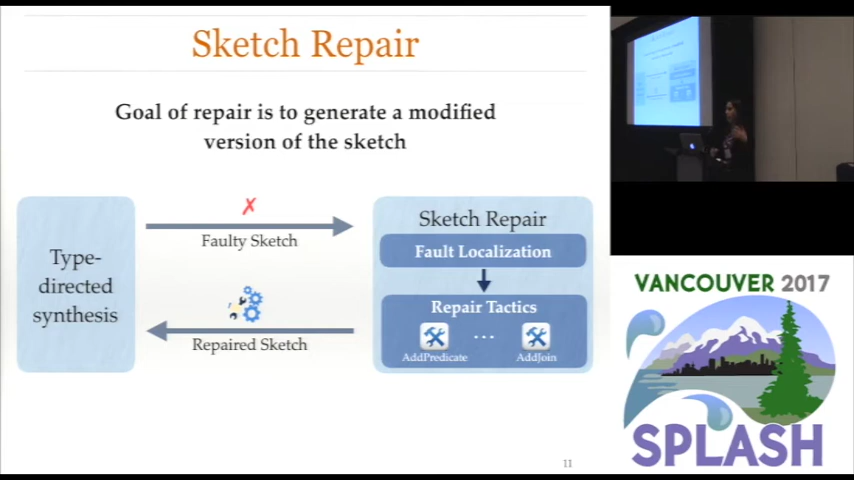 Sketch Repair
Goal of repair is to generate a modified
version of the sketch
Type-
directed
synthesis
✗
Faulty Sketch
Repaired Sketch
Sketch Repair
Fault Localization
Repair Tactics
...
AddPredicate
AddJoin
11
VANCOUVER 2017
SPLASH